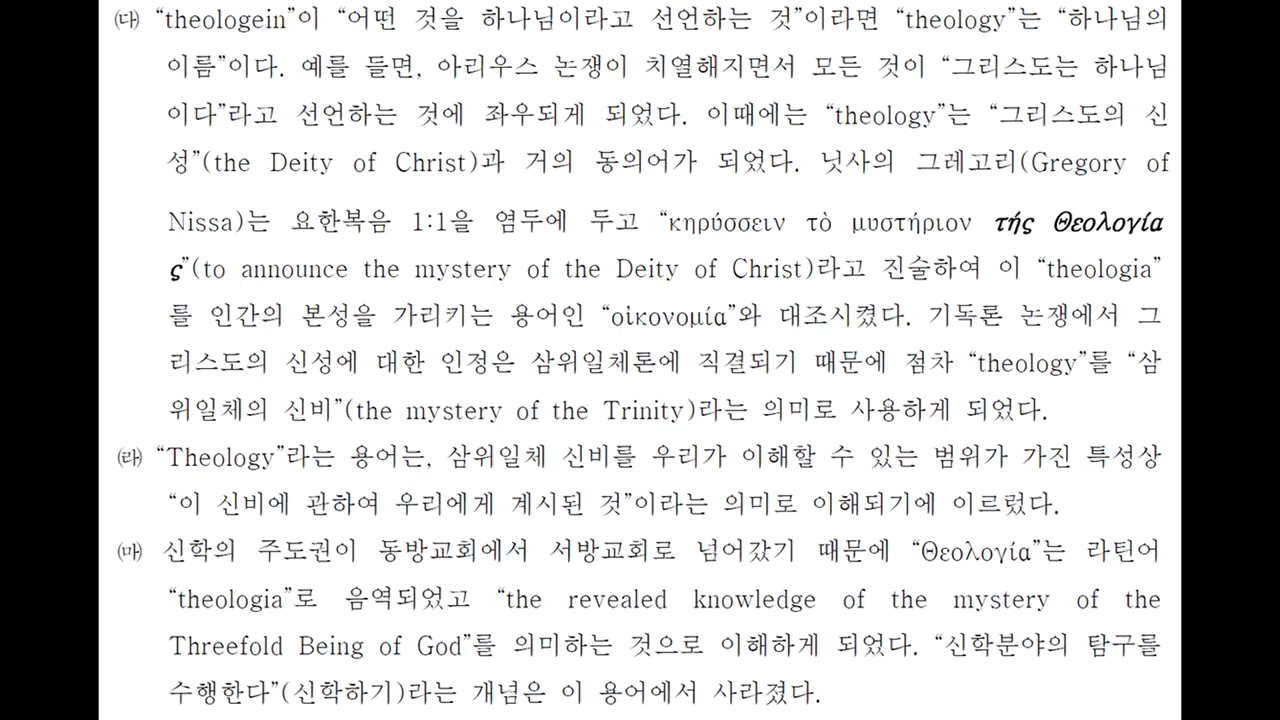 ㈐ “theologein”이 “어떤 것을 하나님이라고 선언하는 것”이라면 “theology”는 “하나님의
이름”이다. 예를 들면, 아리우스 논쟁이 치열해지면서 모든 것이 “그리스도는 하나님
이다”라고 선언하는 것에 좌우되게 되었다. 이때에는 “theology”는 “그리스도의 신
성”(the Deity of Christ)과 거의 동의어가 되었다. 닛사의 그레고리(Gregory of
Nissa)는 요한복음 1:1을 염두에 두고 “κηρύσσειν τὸ μυστήριον τής Θεολογία
ς”(to announce the mystery of the Deity of Christ)라고 진술하여 이 “theologia”
를 인간의 본성을 가리키는 용어인 “οἰκονομία”와 대조시켰다. 기독론 논쟁에서 그
리스도의 신성에 대한 인정은 삼위일체론에 직결되기 때문에 점차 “theology”를 “삼
위일체의 신비”(the mystery of the Trinity)라는 의미로 사용하게 되었다.
㈑ “Theology”라는 용어는, 삼위일체 신비를 우리가 이해할 수 있는 범위가 가진 특성상
“이 신비에 관하여 우리에게 계시된 것”이라는 의미로 이해되기에 이르렀다.
㈒ 신학의 주도권이 동방교회에서 서방교회로 넘어갔기 때문에 “Θεολογία”는 라틴어
“theologia”로 음역되었고 “the revealed knowledge of the mystery of the
Threefold Being of God”를 의미하는 것으로 이해하게 되었다. “신학분야의 탐구를
수행한다”(신학하기)라는 개념은 이 용어에서 사라졌다.